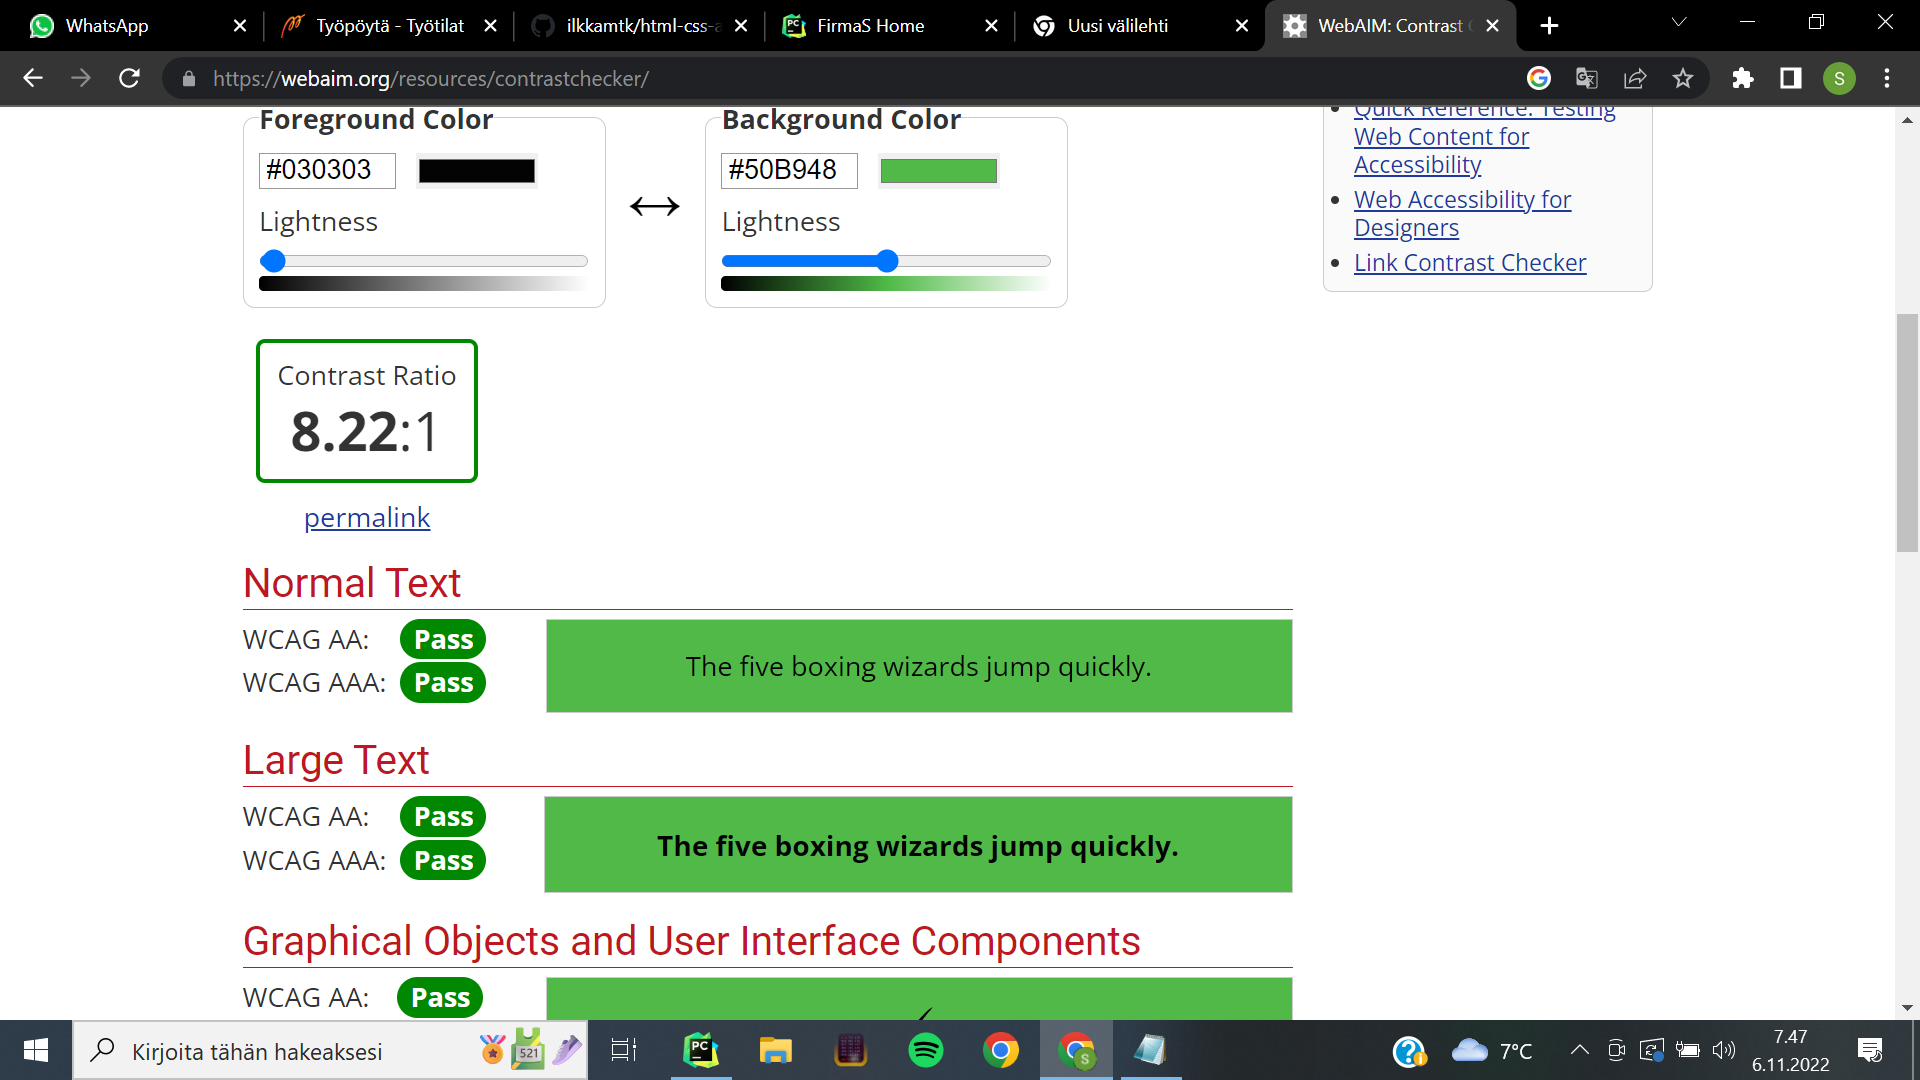 WhatsApp
Työpöytä - Työtilat
ilkkamtk/html-css-a
FirmaS Home
Uusi välilehti
WebAIM: Contrast
https://webaim.org/resources/contrastchecker/
S
Foreground Color
#030303
Lightness
Background Color
#50B948
Lightness
Quick Reference: Testing
Web Content for
Accessibility
Web Accessibility for
Designers
Link Contrast Checker
Contrast Ratio
8.22:1
permalink
Normal Text
WCAG AA: Pass
WCAG AAA: Pass
The five boxing wizards jump quickly.
Large Text
WCAG AA: Pass
WCAG AAA: Pass
The five boxing wizards jump quickly.
Graphical Objects and User Interface Components
WCAG AA: Pass
Kirjoita tähän hakeaksesi
521
PC
S
7°C
7.47
6.11.2022